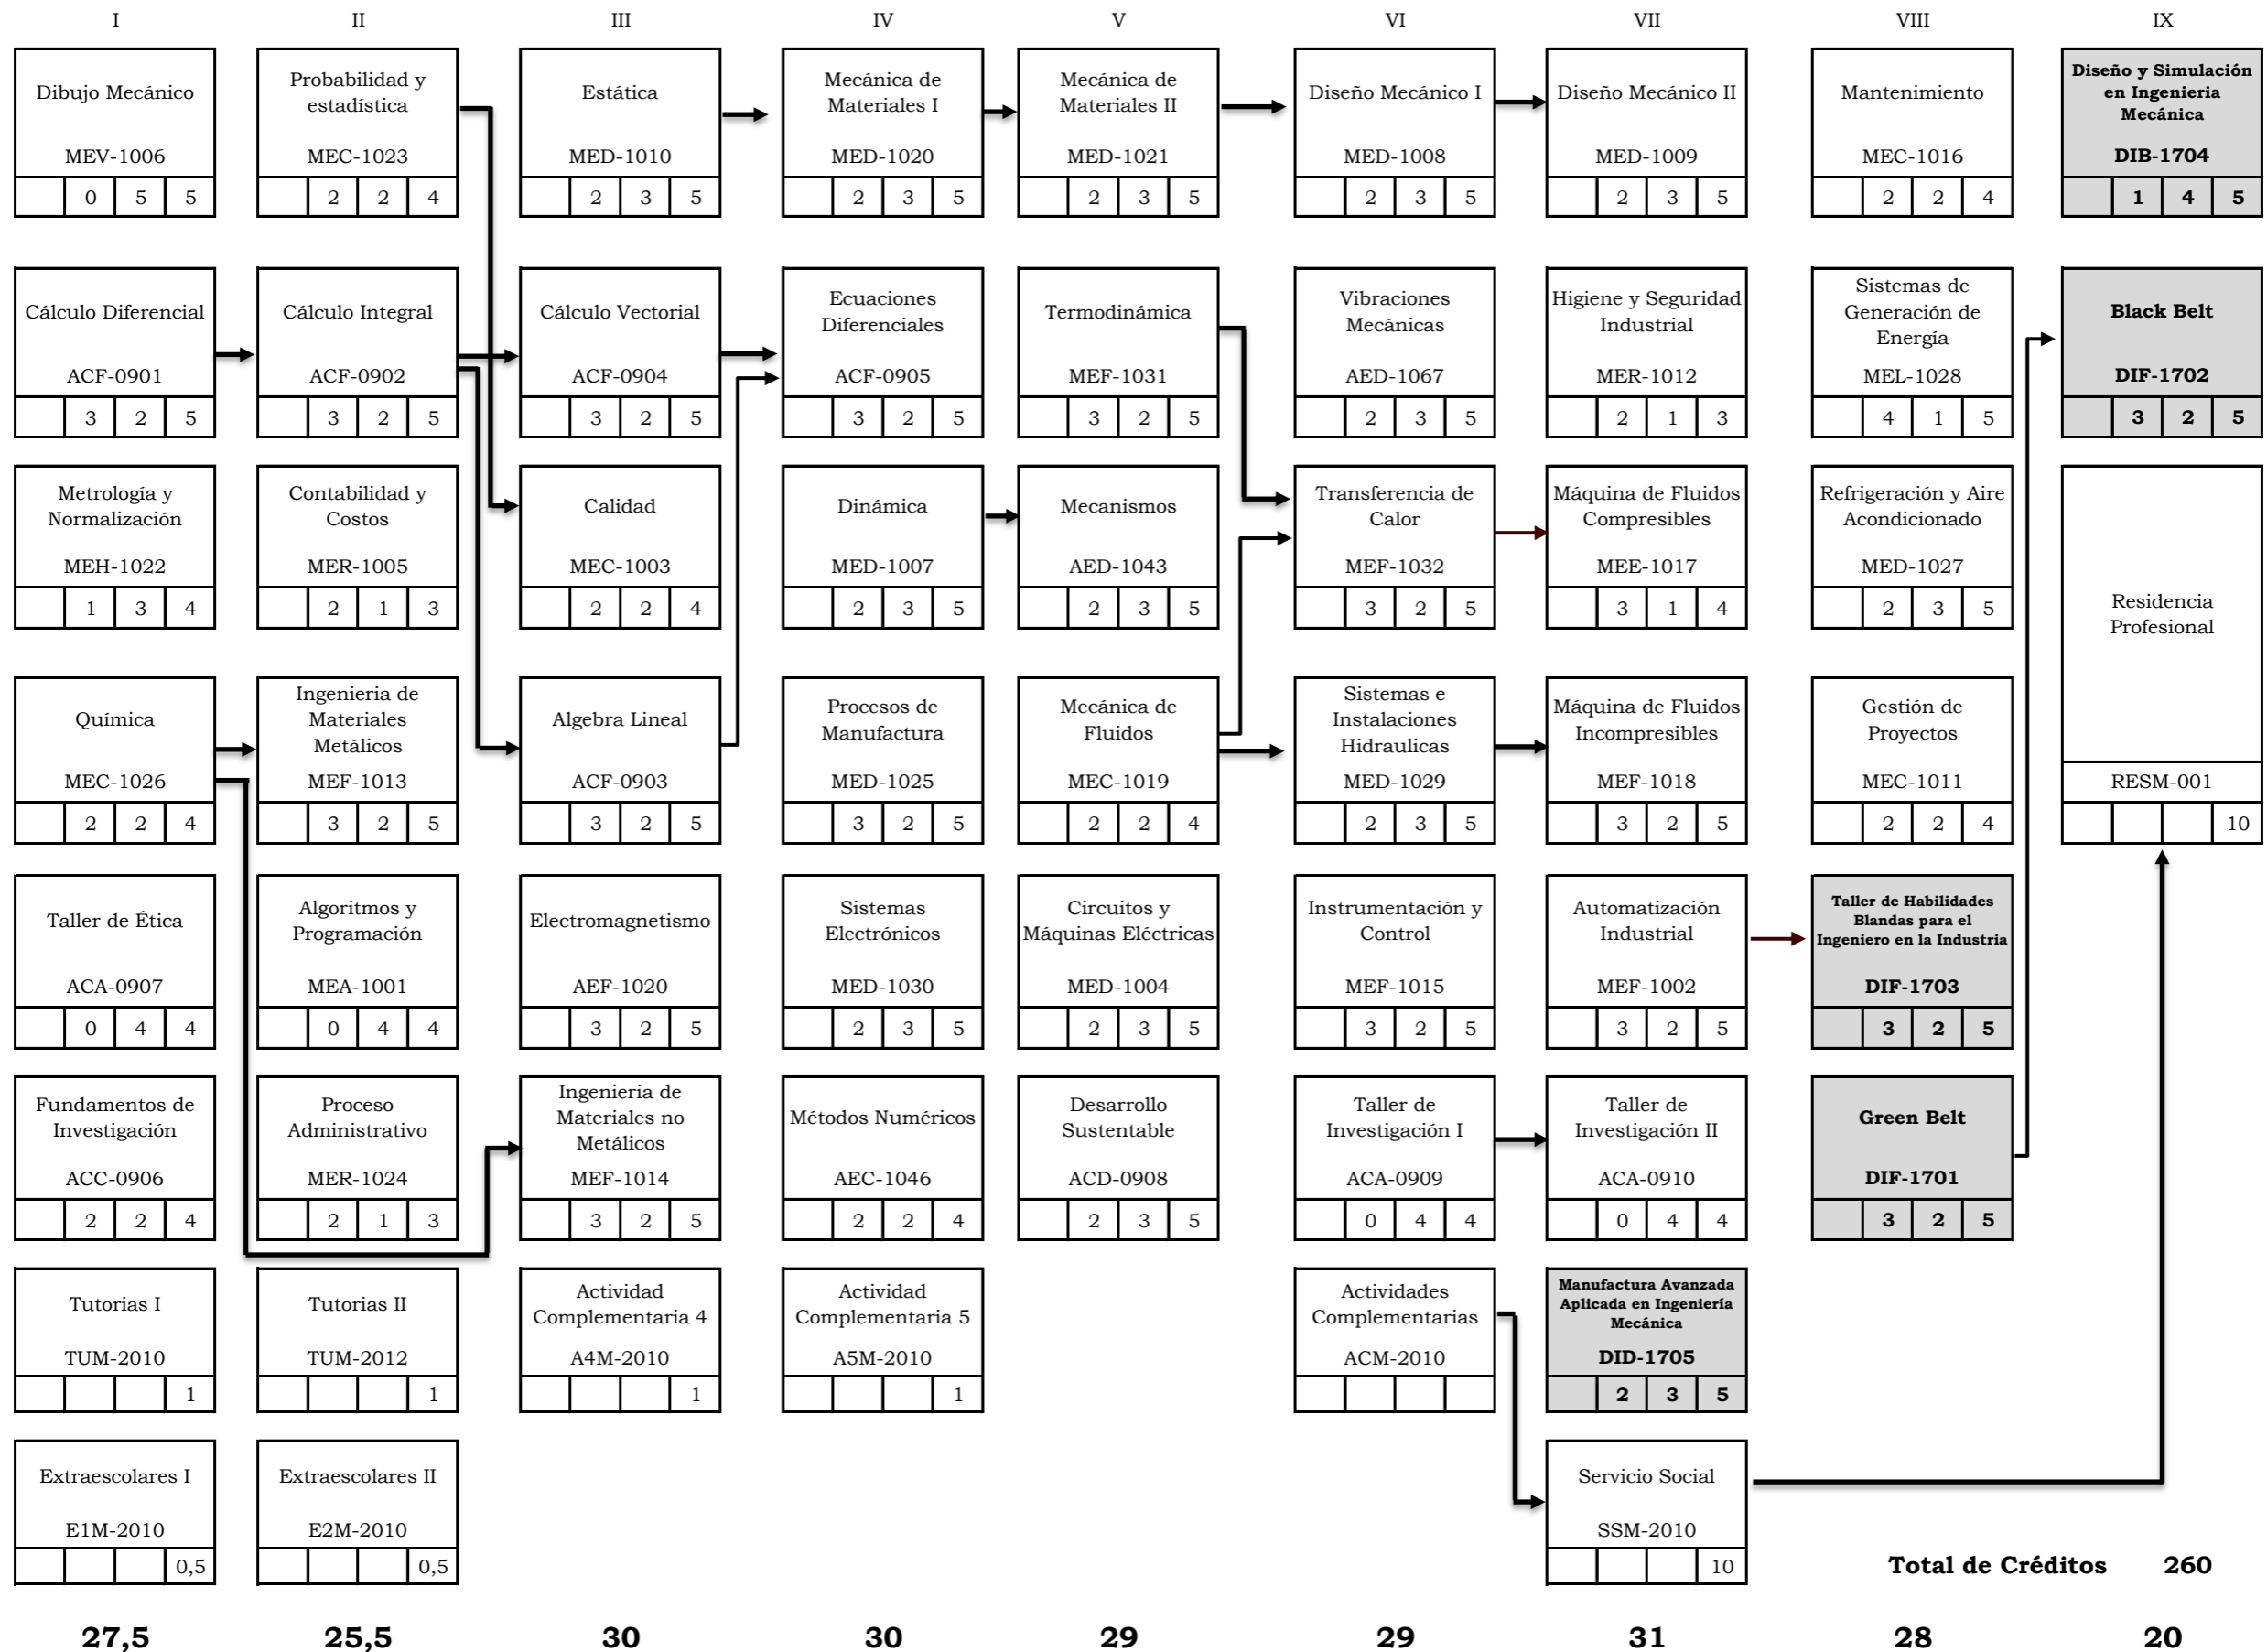 I II III IV V VI VII VIII IX
Dibujo Mecánico
MEV-1006
0 5 5
Probabilidad y
estadística
MEC-1023
2 2 4
Estática
MED-1010
2 3 5
Mecánica de
Materiales I
MED-1020
2 3 5
Mecánica de
Materiales II
MED-1021
2 3 5
Diseño Mecánico I
MED-1008
2 3 5
Diseño Mecánico II
MED-1009
2 3 5
Mantenimiento
MEC-1016
2 2 4
Diseño y Simulación
en Ingenieria
Mecánica
DIB-1704
1 4 5
Cálculo Diferencial
ACF-0901
3 2 5
Cálculo Integral
ACF-0902
3 2 5
Cálculo Vectorial
ACF-0904
3 2 5
Ecuaciones
Diferenciales
ACF-0905
3 2 5
Termodinámica
MEF-1031
3 2 5
Vibraciones
Mecánicas
AED-1067
2 3 5
Higiene y Seguridad
Industrial
MER-1012
2 1 3
Sistemas de
Generación de
Energía
MEL-1028
4 1 5
Black Belt
DIF-1702
3 2 5
Metrología y
Normalización
MEH-1022
1 3 4
Contabilidad y
Costos
MER-1005
2 1 3
Calidad
MEC-1003
2 2 4
Dinámica
MED-1007
2 3 5
Mecanismos
AED-1043
2 3 5
Transferencia de
Calor
MEF-1032
3 2 5
Máquina de Fluidos
Compresibles
MEE-1017
3 1 4
Refrigeración y Aire
Acondicionado
MED-1027
2 3 5
Residencia
Profesional
RESM-001
10
Química
MEC-1026
2 2 4
Ingenieria de
Materiales
Metálicos
MEF-1013
3 2 5
Algebra Lineal
ACF-0903
3 2 5
Procesos de
Manufactura
MED-1025
3 2 5
Mecánica de
Fluidos
MEC-1019
2 2 4
Sistemas e
Instalaciones
Hidraulicas
MED-1029
2 3 5
Máquina de Fluidos
Incompresibles
MEF-1018
3 2 5
Gestión de
Proyectos
MEC-1011
2 2 4
Taller de Ética
ACA-0907
0 4 4
Algoritmos y
Programación
MEA-1001
0 4 4
Electromagnetismo
AEF-1020
3 2 5
Sistemas
Electrónicos
MED-1030
2 3 5
Circuitos y
Máquinas Eléctricas
MED-1004
2 3 5
Instrumentación y
Control
MEF-1015
3 2 5
Automatización
Industrial
MEF-1002
3 2 5
Taller de Habilidades
Blandas para el
Ingeniero en la Industria
DIF-1703
3 2 5
Fundamentos de
Investigación
ACC-0906
2 2 4
Proceso
Administrativo
MER-1024
2 1 3
Ingenieria de
Materiales no
Metálicos
MEF-1014
3 2 5
Métodos Numéricos
AEC-1046
2 2 4
Desarrollo
Sustentable
ACD-0908
2 3 5
Taller de
Investigación I
ACA-0909
0 4 4
Taller de
Investigación II
ACA-0910
0 4 4
Green Belt
DIF-1701
3 2 5
Tutorias I
TUM-2010
1
Tutorias II
TUM-2012
1
Actividad
Complementaria 4
A4M-2010
1
Actividad
Complementaria 5
A5M-2010
1
Actividades
Complementarias
ACM-2010
Manufactura Avanzada
Aplicada en Ingeniería
Mecánica
DID-1705
2 3 5
Extraescolares I
E1M-2010
0,5
Extraescolares II
E2M-2010
0,5
Servicio Social
SSM-2010
10
Total de Créditos 260
27,5 25,5 30 30 29 29 31 28 20